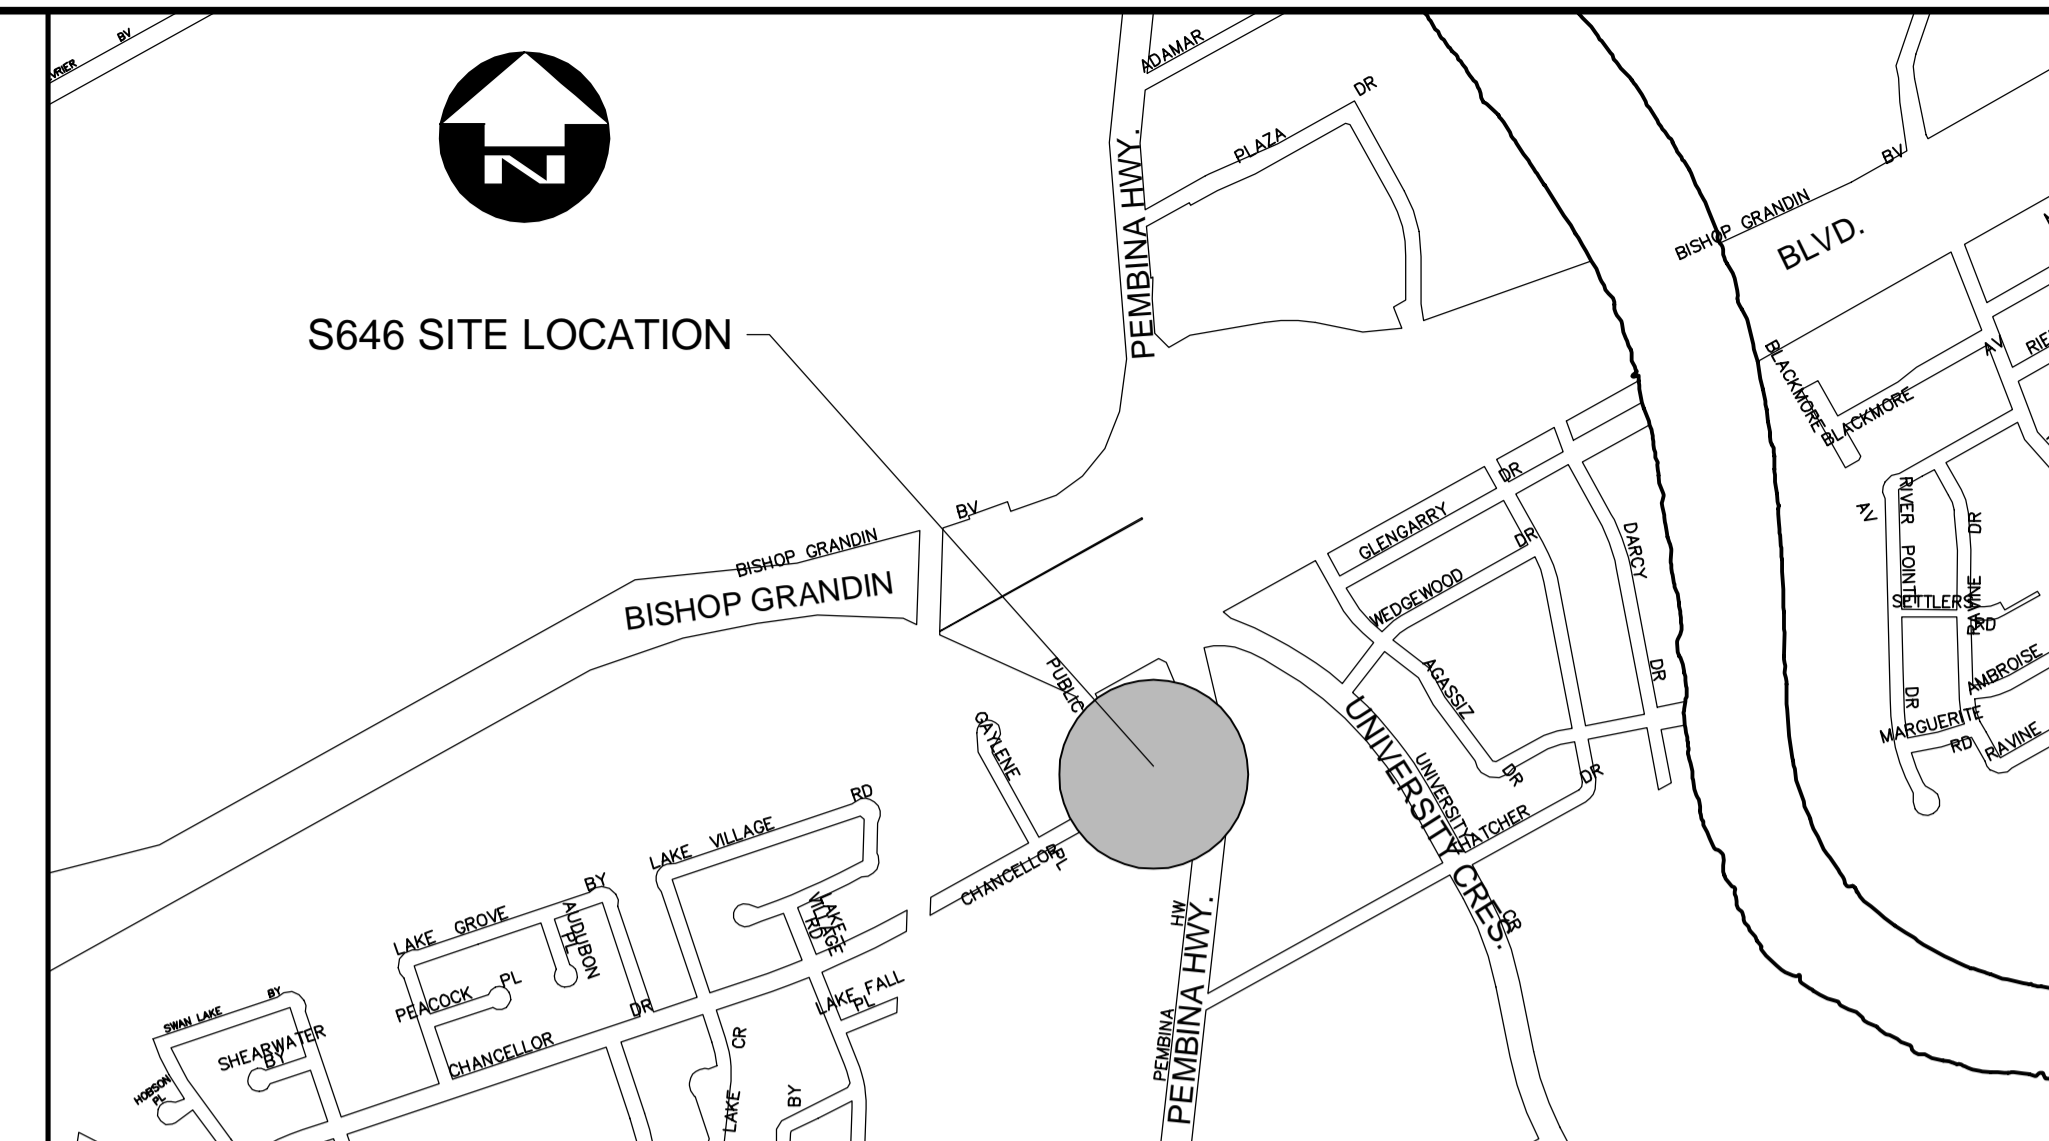 BV
ADAMAR
DR
PLAZA
PEMBINA HWY.
N
S646 SITE LOCATION
BV
BISHOP GRANDIN
BLVD.
BLACKMORE
BLACKMORE
AV
BV
BISHOP GRANDIN
BISHOP GRANDIN
PUBLIC
GLENGARRY
DR
WEDGEWOOD
DR
DARCY
DR
AGASSIZ
DR
UNIVERSITY
UNIVERSITY CRES.
CR
THATCHER
DR
AV
RIVER POINTE
DR
RAVINE
DR
SETTLERS
RD
AMBROISE
MARGUERITE
RD
RAVINE
GAYLENE
PL
CHANCELLOR
LAKE VILLAGE
RD
LAKE
VILLAGE
RD
LAKE GROVE
BY
AUDUBON
PL
PEACOCK
PL
LAKE FALL
PL
SWAN LAKE
BY
SHEARWATER
BY
HOBSON
PL
CHANCELLOR
DR
LAKE
CR
BY
HW
PEMBINA
PEMBINA HWY.